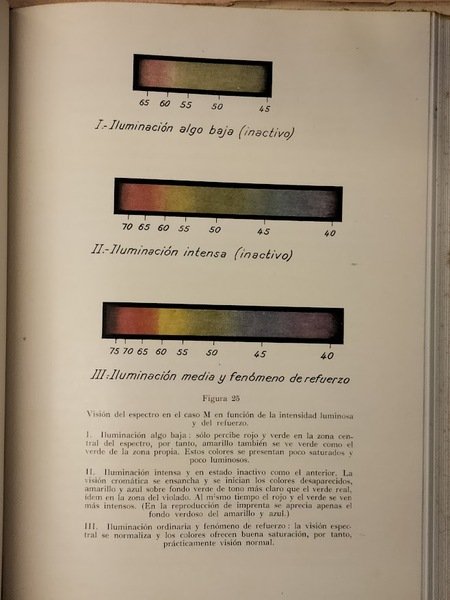 65 60 55 50 45
I.-Iluminación algo baja (inactivo)
70 65 60 55 50 45 40
II.-Iluminación intensa (inactivo)
75 70 65 60 55 50 45 40
III.-Iluminación media y fenómeno de refuerzo
Figura 25
Visión del espectro en el caso M en función de la intensidad luminosa
y del refuerzo.
I. Iluminación algo baja: sólo percibe rojo y verde en la zona cen-
tral del espectro, por tanto, amarillo también se ve verde como el
verde de la zona propia. Estos colores se presentan poco saturados y
poco luminosos.
II. Iluminación intensa y en estado inactivo como el anterior. La
visión cromática se ensancha y se inician los colores desaparecidos,
amarillo y azul sobre fondo verde de tono más claro que el verde real,
ídem en la zona del violado. Al mismo tiempo el rojo y el verde se ven
más intensos. (En la reproducción de imprenta se aprecia apenas el
fondo verdoso del amarillo y azul.)
III. Iluminación ordinaria y fenómeno de refuerzo: la visión espec-
tral se normaliza y los colores ofrecen buena saturación, por tanto,
prácticamente visión normal.